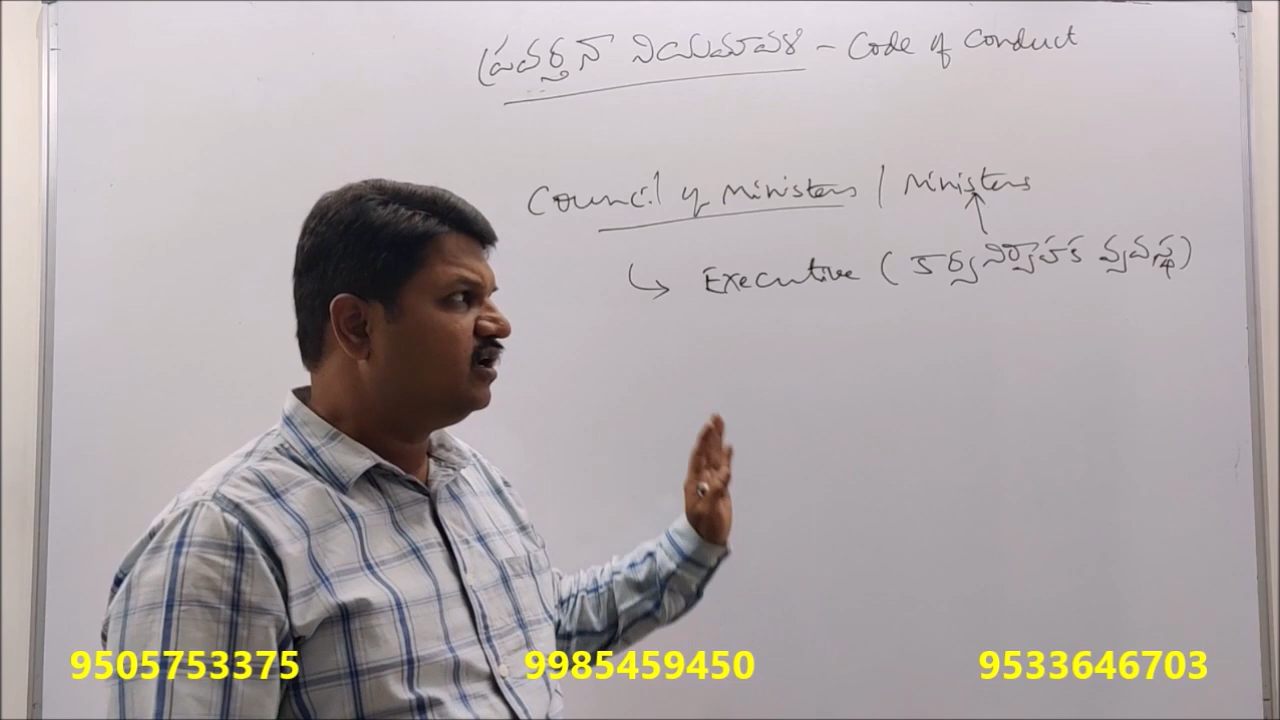 ప్రవర్తనా నియమావళి - Code of Conduct
Council of Ministers / Ministers
↳ Executive (కార్యనిర్వాహక వ్యవస్థ)
9505753375 9985459450 9533646703